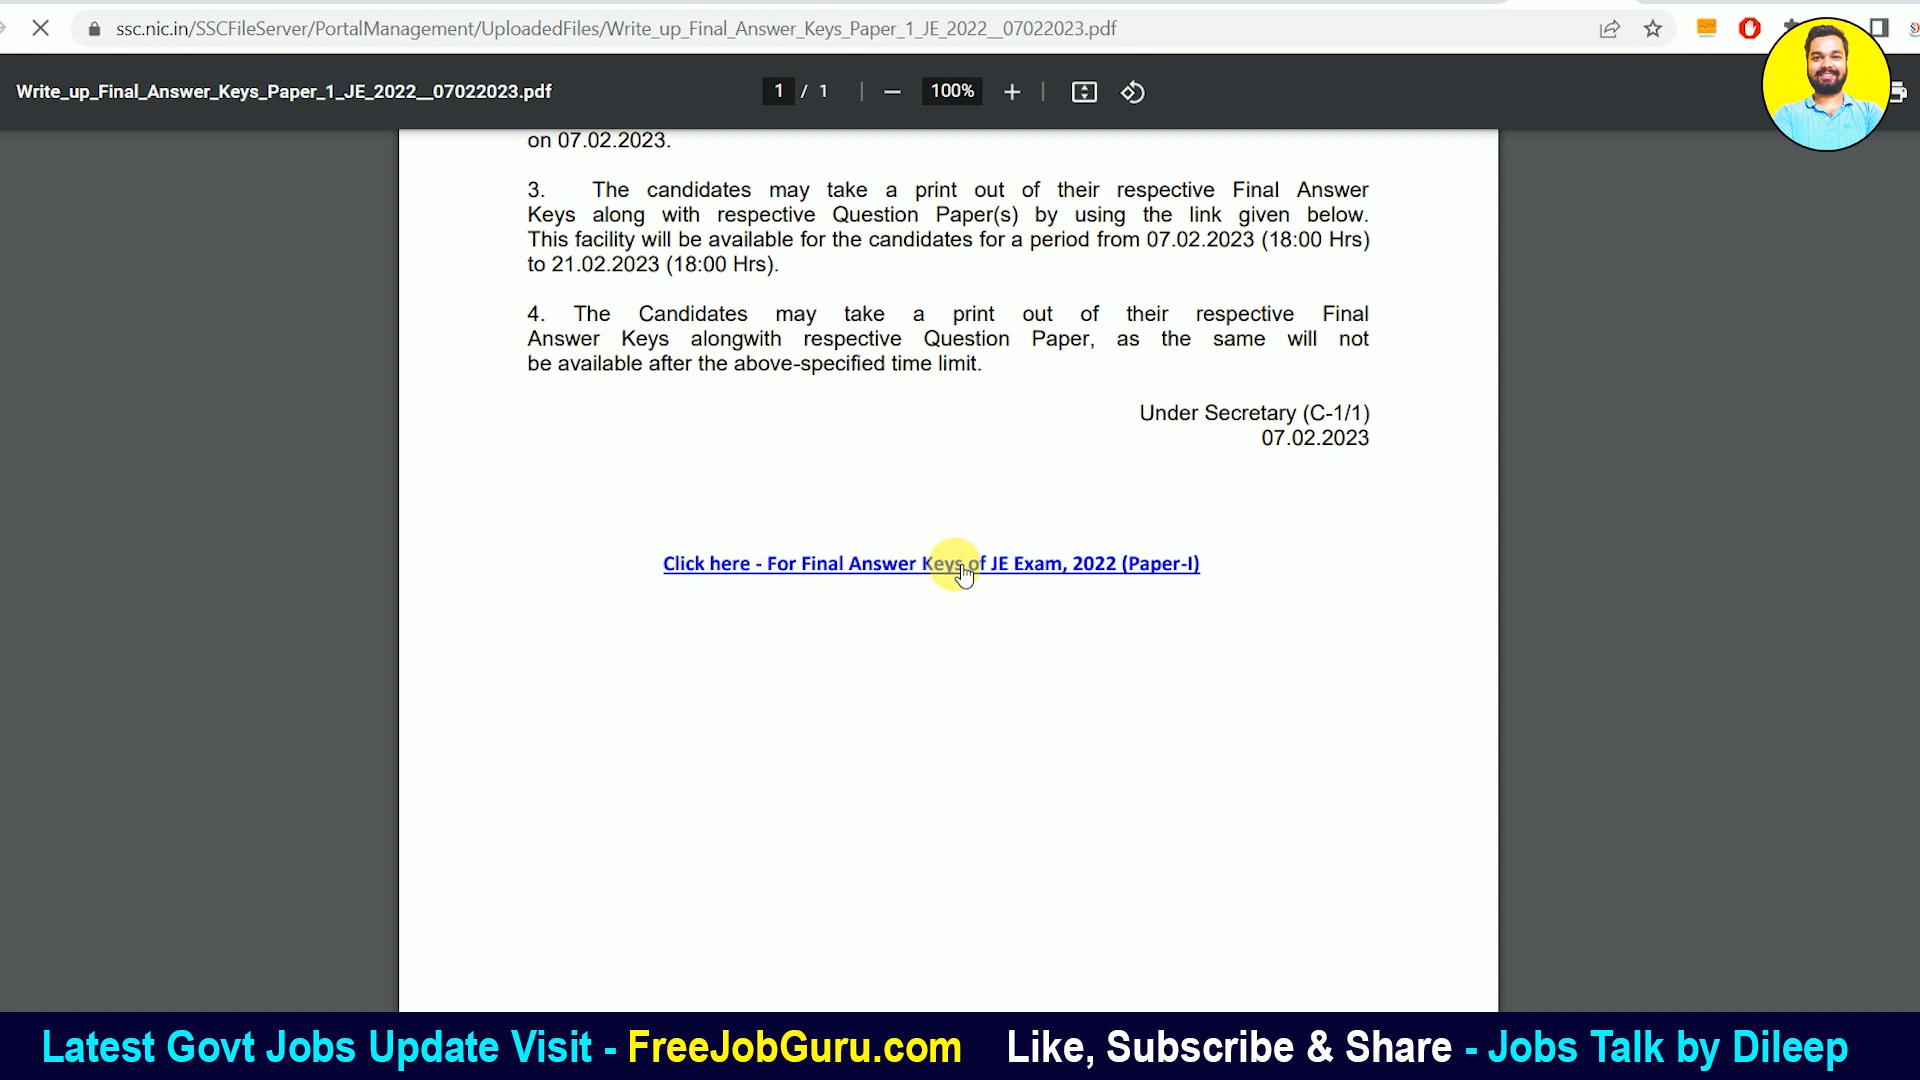 ssc.nic.in/SSCFileServer/PortalManagement/UploadedFiles/Write_up_Final_Answer_Keys_Paper_1_JE_2022__07022023.pdf
Write_up_Final_Answer_Keys_Paper_1_JE_2022__07022023.pdf
1 / 1
100%
on 07.02.2023.
3. The candidates may take a print out of their respective Final Answer
Keys along with respective Question Paper(s) by using the link given below.
This facility will be available for the candidates for a period from 07.02.2023 (18:00 Hrs)
to 21.02.2023 (18:00 Hrs).
4. The Candidates may take a print out of their respective Final
Answer Keys alongwith respective Question Paper, as the same will not
be available after the above-specified time limit.
Under Secretary (C-1/1)
07.02.2023
Click here - For Final Answer Keys of JE Exam, 2022 (Paper-I)
Latest Govt Jobs Update Visit - FreeJobGuru.com Like, Subscribe & Share - Jobs Talk by Dileep